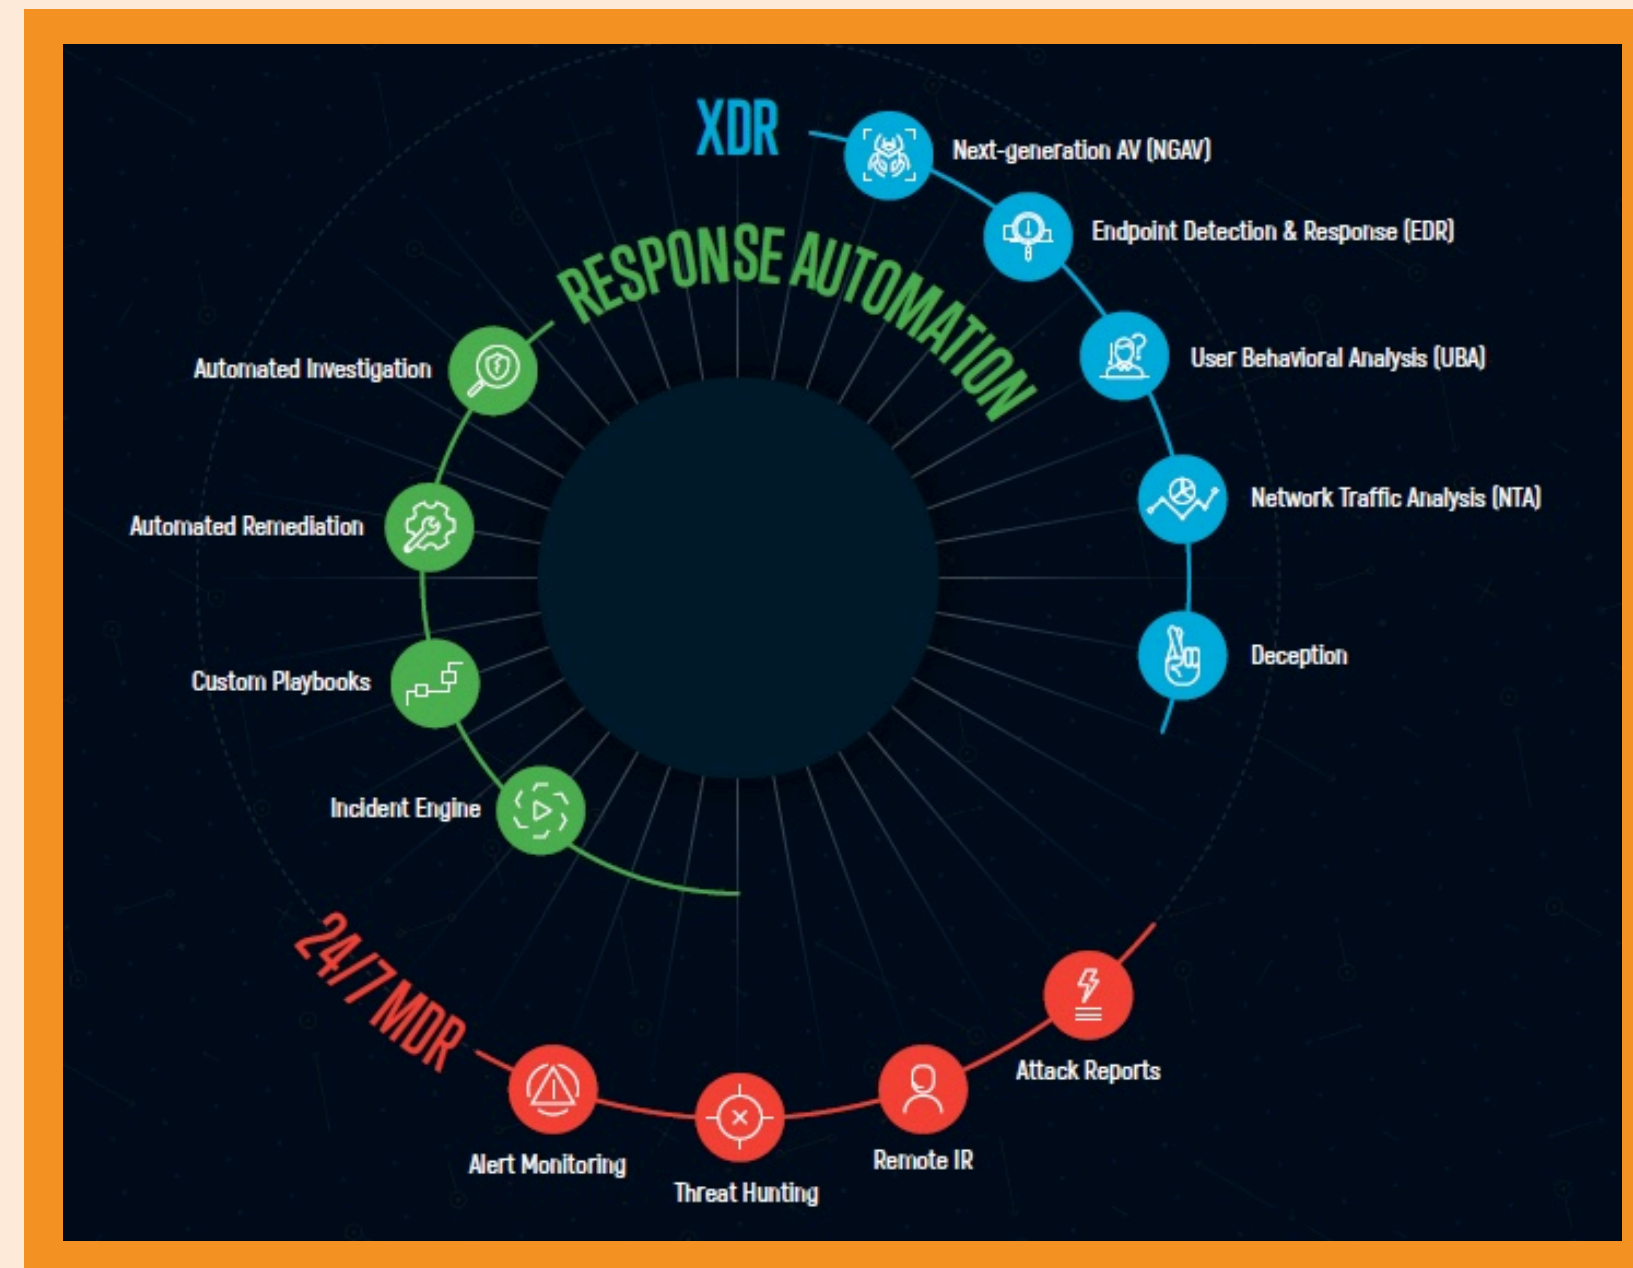 XDR
Next-generation AV (NGAV)
Endpoint Detection & Response (EDR)
User Behavioral Analysis (UBA)
Network Traffic Analysis (NTA)
Deception
RESPONSE AUTOMATION
Automated Investigation
Automated Remediation
Custom Playbooks
Incident Engine
24/7 MDR
Alert Monitoring
Threat Hunting
Remote IR
Attack Reports